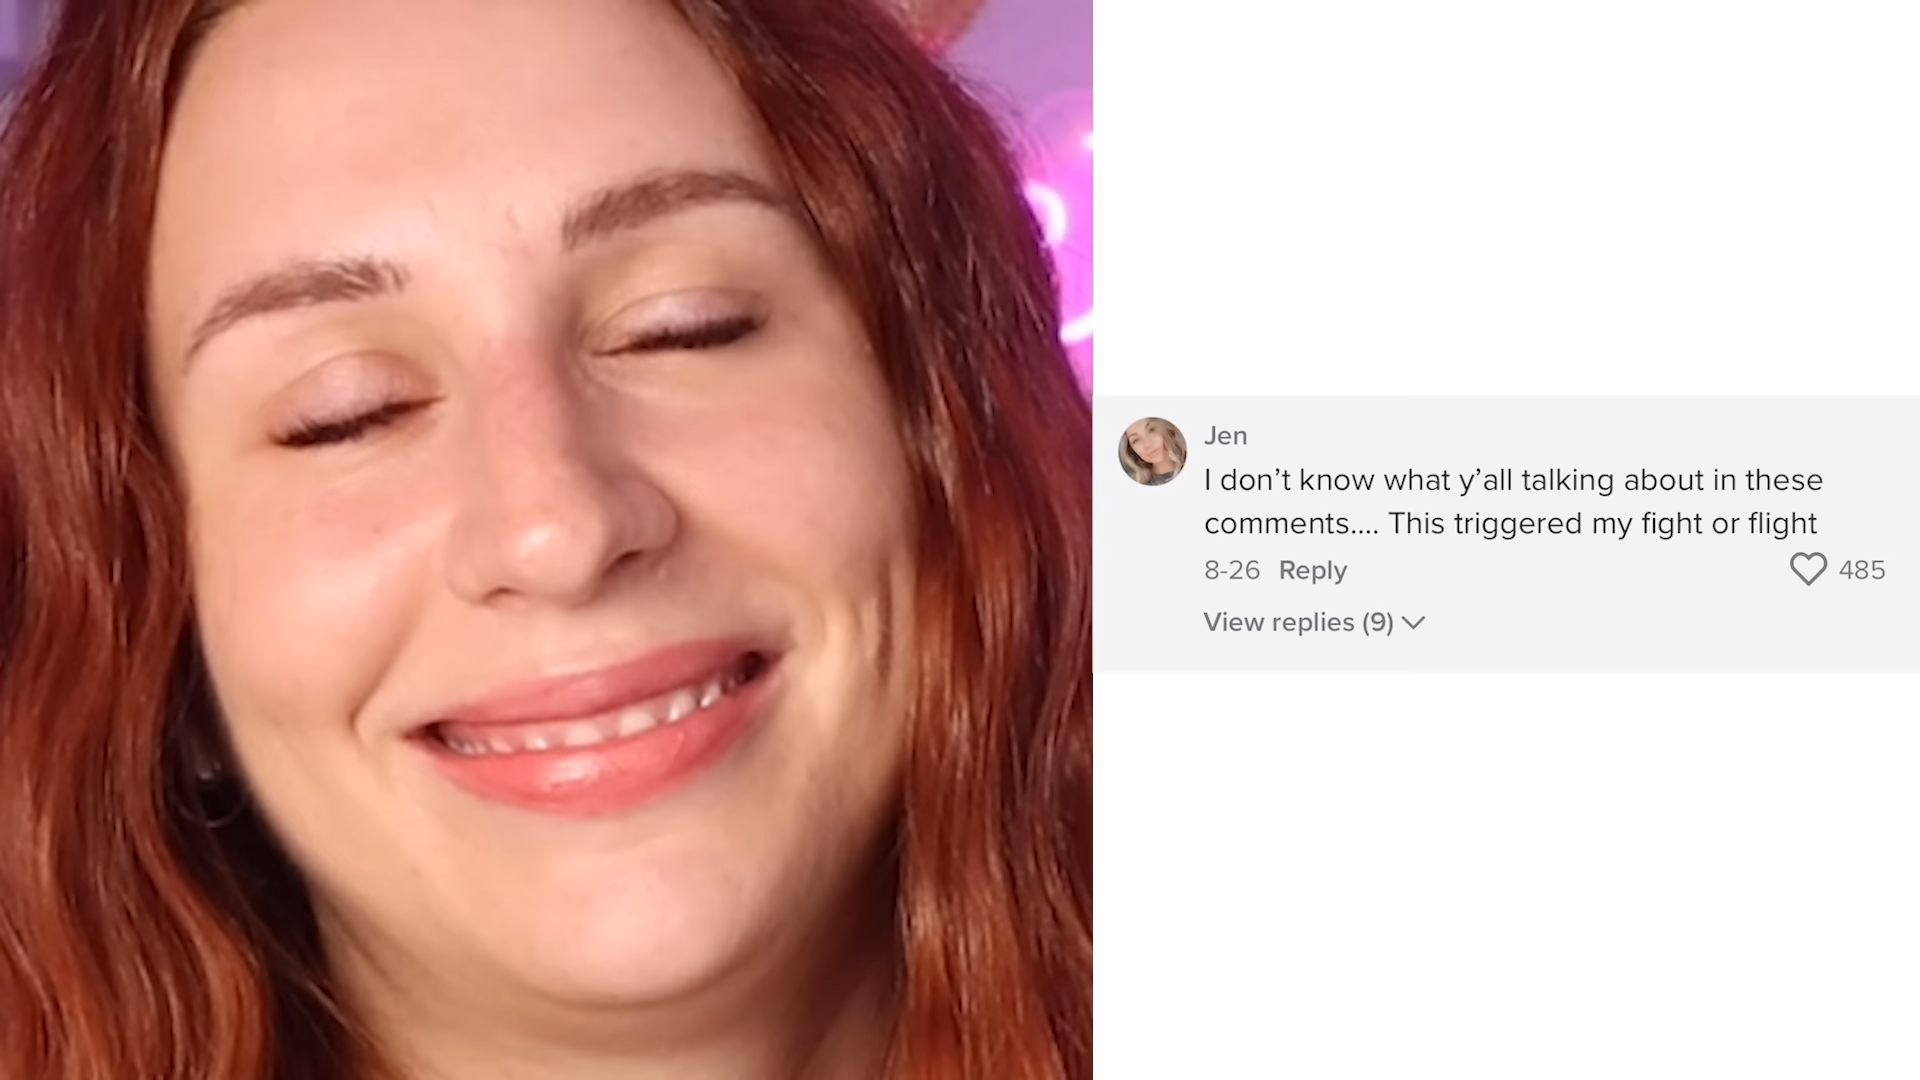 Jen
I don’t know what y’all talking about in these
comments.... This triggered my fight or flight
8-26 Reply 485
View replies (9)